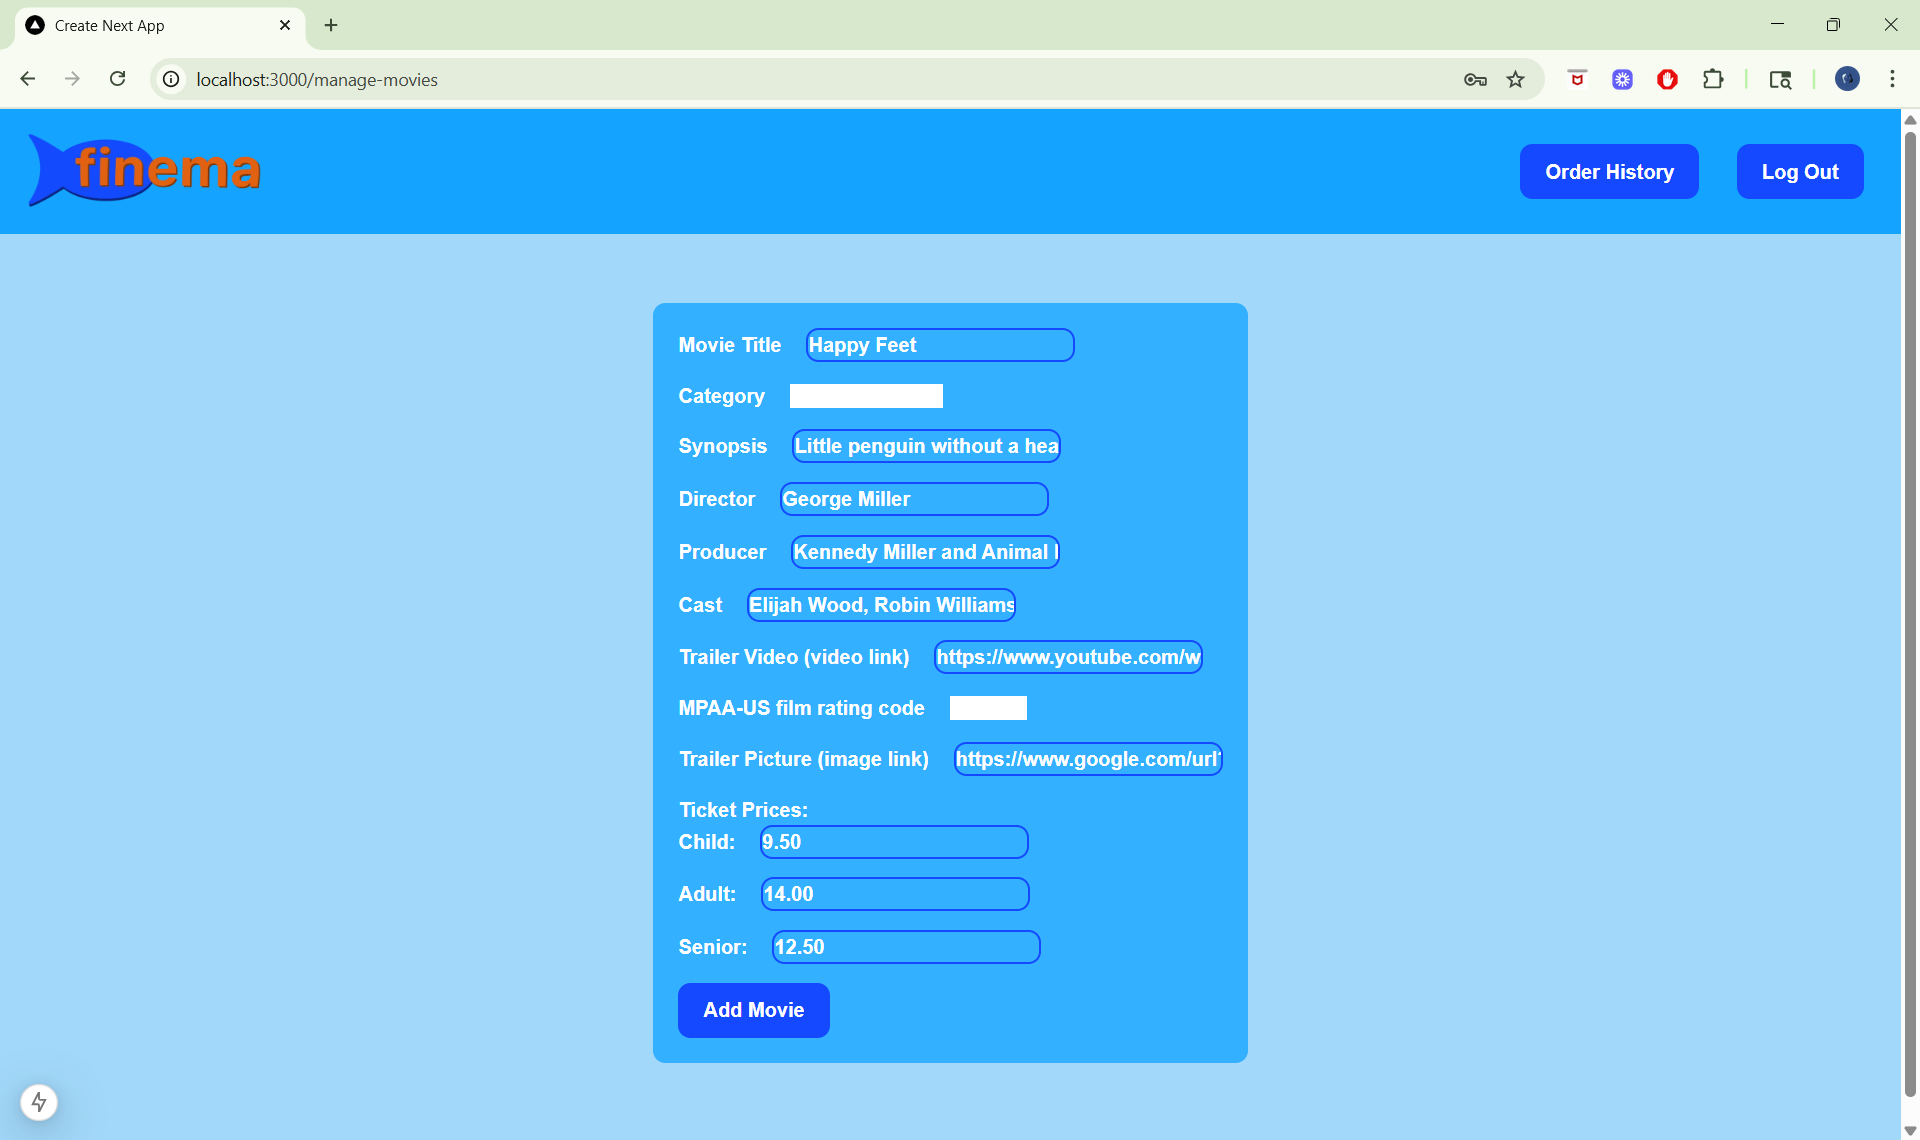 Create Next App
localhost:3000/manage-movies
finema
Order History
Log Out
Movie Title Happy Feet
Category
Synopsis Little penguin without a hea
Director George Miller
Producer Kennedy Miller and Animal
Cast Elijah Wood, Robin Williams
Trailer Video (video link) https://www.youtube.com/w
MPAA-US film rating code
Trailer Picture (image link) https://www.google.com/url
Ticket Prices:
Child: 9.50
Adult: 14.00
Senior: 12.50
Add Movie